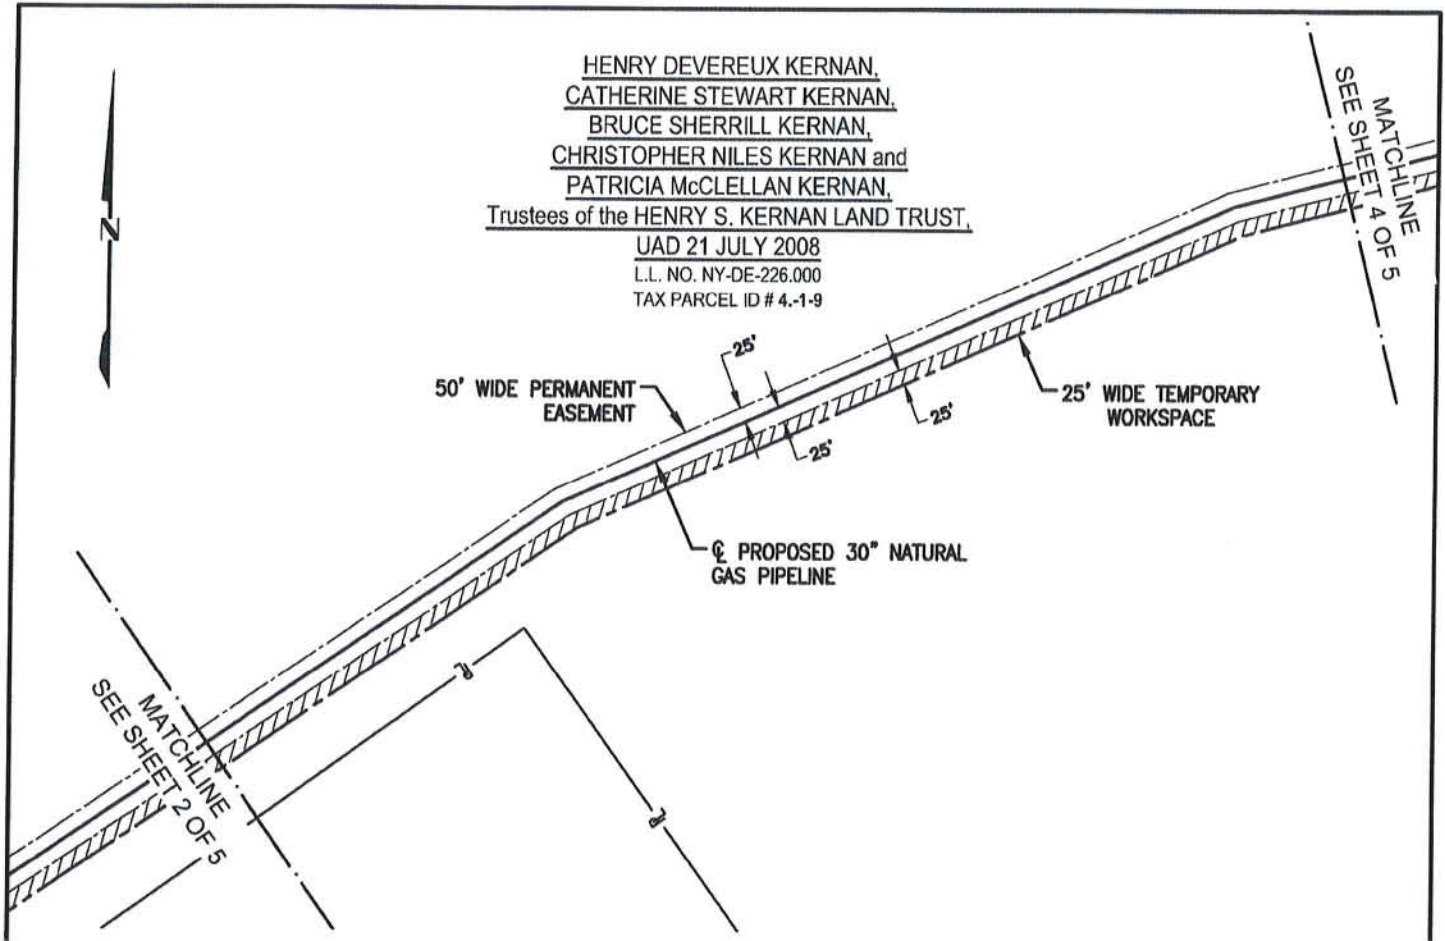 HENRY DEVEREUX KERNAN,
CATHERINE STEWART KERNAN,
BRUCE SHERRILL KERNAN,
CHRISTOPHER NILES KERNAN and
PATRICIA McCLELLAN KERNAN,
Trustees of the HENRY S. KERNAN LAND TRUST,
UAD 21 JULY 2008
L.L. NO. NY-DE-226.000
TAX PARCEL ID # 4.-1-9
N
MATCHLINE
SEE SHEET 4 OF 5
25'
50' WIDE PERMANENT
EASEMENT
25'
25'
25' WIDE TEMPORARY
WORKSPACE
℄ PROPOSED 30" NATURAL
GAS PIPELINE
MATCHLINE
SEE SHEET 2 OF 5
PL
PL